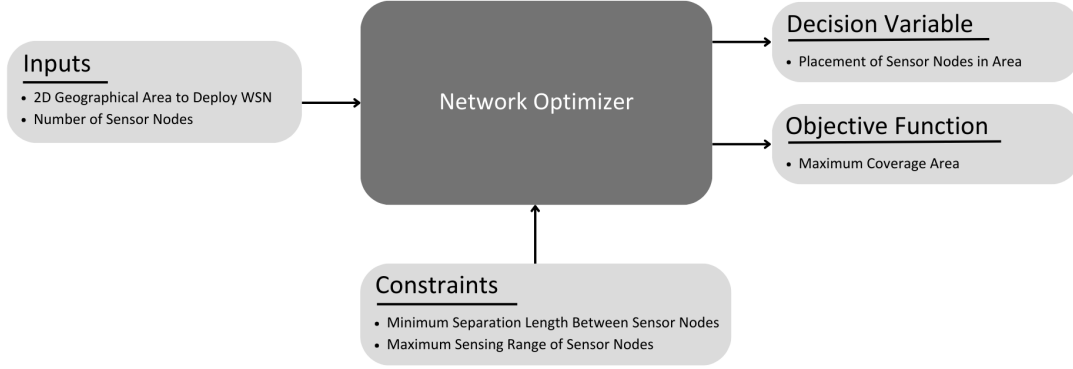 Inputs
• 2D Geographical Area to Deploy WSN
• Number of Sensor Nodes
Network Optimizer
Decision Variable
• Placement of Sensor Nodes in Area
Objective Function
• Maximum Coverage Area
Constraints
• Minimum Separation Length Between Sensor Nodes
• Maximum Sensing Range of Sensor Nodes